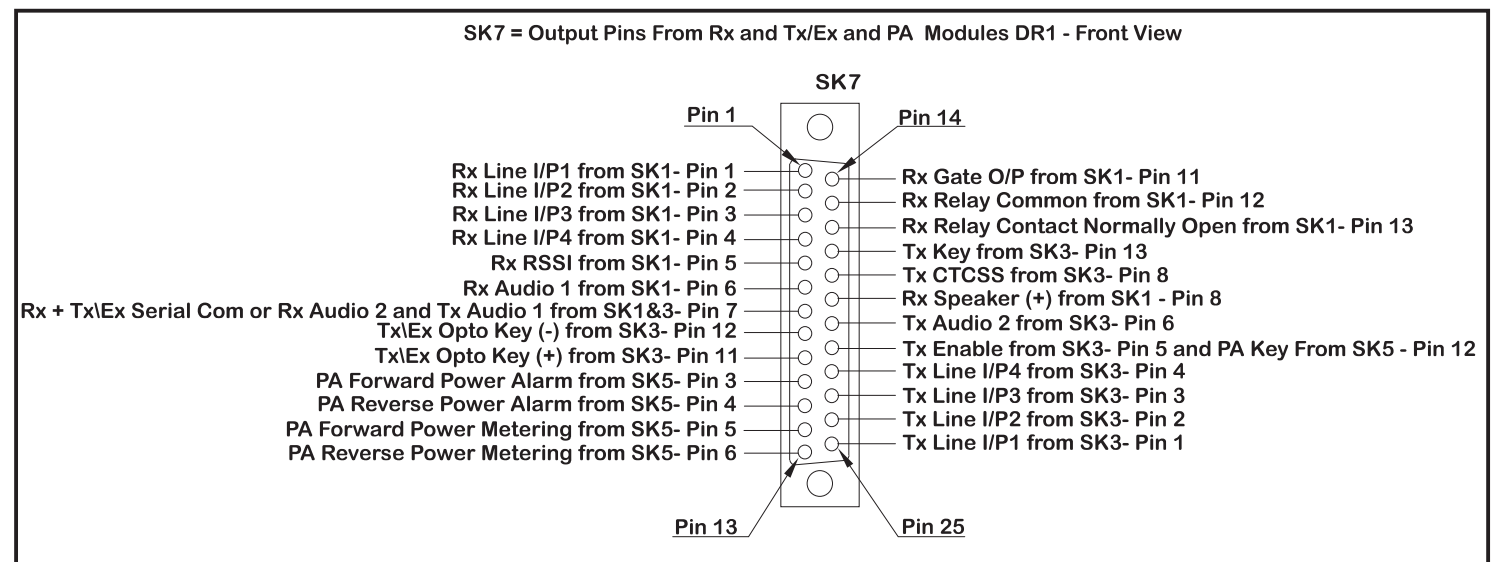 SK7 = Output Pins From Rx and Tx/Ex and PA Modules DR1 - Front View
SK7
Pin 1
Pin 14
Rx Line I/P1 from SK1- Pin 1
Rx Line I/P2 from SK1- Pin 2
Rx Line I/P3 from SK1- Pin 3
Rx Line I/P4 from SK1- Pin 4
Rx RSSI from SK1- Pin 5
Rx Audio 1 from SK1- Pin 6
Rx + Tx\Ex Serial Com or Rx Audio 2 and Tx Audio 1 from SK1&3- Pin 7
Tx\Ex Opto Key (-) from SK3- Pin 12
Tx\Ex Opto Key (+) from SK3- Pin 11
PA Forward Power Alarm from SK5- Pin 3
PA Reverse Power Alarm from SK5- Pin 4
PA Forward Power Metering from SK5- Pin 5
PA Reverse Power Metering from SK5- Pin 6
Rx Gate O/P from SK1- Pin 11
Rx Relay Common from SK1- Pin 12
Rx Relay Contact Normally Open from SK1- Pin 13
Tx Key from SK3- Pin 13
Tx CTCSS from SK3- Pin 8
Rx Speaker (+) from SK1 - Pin 8
Tx Audio 2 from SK3- Pin 6
Tx Enable from SK3- Pin 5 and PA Key From SK5 - Pin 12
Tx Line I/P4 from SK3- Pin 4
Tx Line I/P3 from SK3- Pin 3
Tx Line I/P2 from SK3- Pin 2
Tx Line I/P1 from SK3- Pin 1
Pin 13
Pin 25